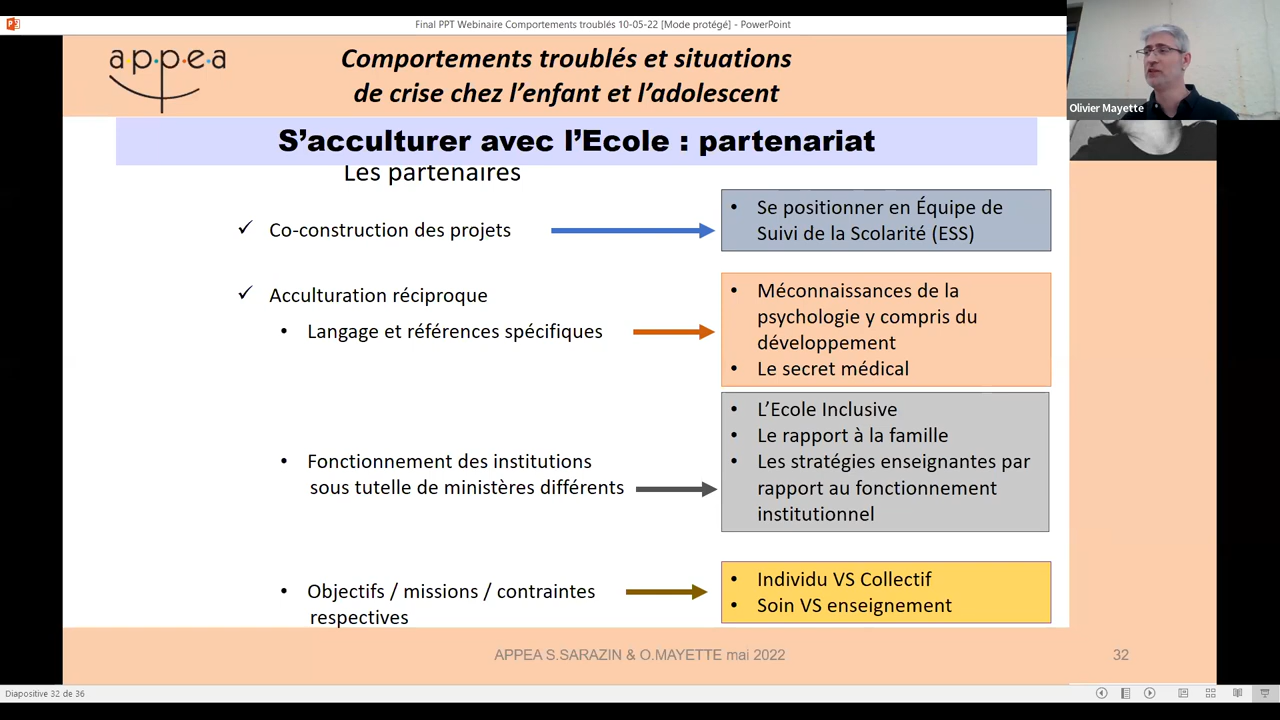 Final PPT Webinaire Comportements troublés 10-05-22 [Mode protégé] - PowerPoint
appea
Comportements troublés et situations
de crise chez l'enfant et l'adolescent
Olivier Mayette
S'acculturer avec l'Ecole : partenariat
Les partenaires
✓ Co-construction des projets
• Se positionner en Équipe de
Suivi de la Scolarité (ESS)
✓ Acculturation réciproque
• Langage et références spécifiques
• Méconnaissances de la
psychologie y compris du
développement
• Le secret médical
• Fonctionnement des institutions
sous tutelle de ministères différents
• L'Ecole Inclusive
• Le rapport à la famille
• Les stratégies enseignantes par
rapport au fonctionnement
institutionnel
• Objectifs / missions / contraintes
respectives
• Individu VS Collectif
• Soin VS enseignement
APPEA S.SARAZIN & O.MAYETTE mai 2022
32
Diapositive 32 de 36